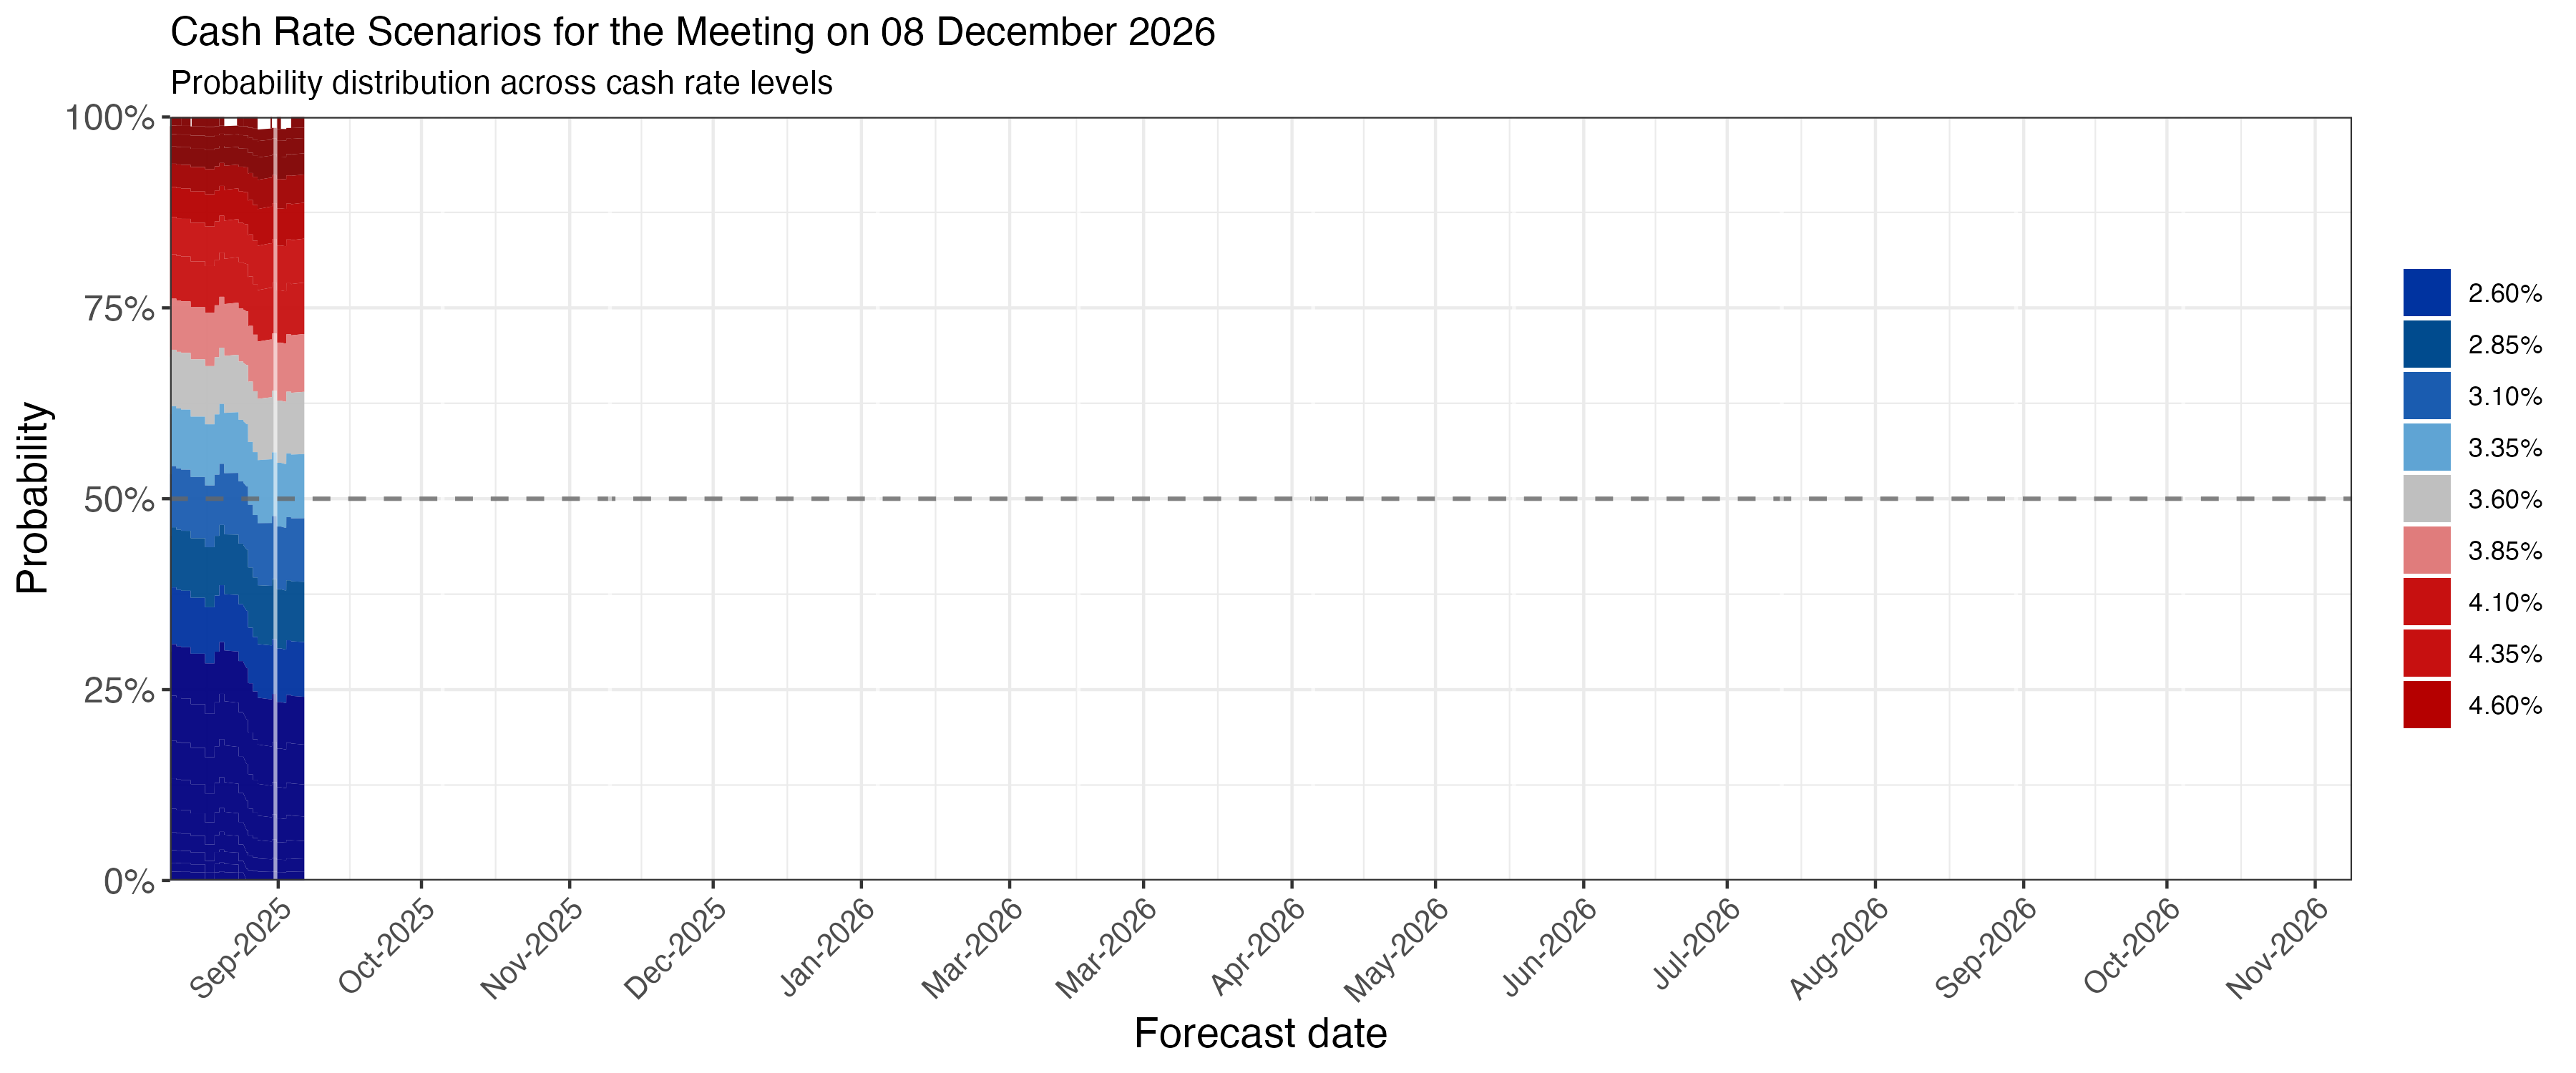 Cash Rate Scenarios for the Meeting on 08 December 2026
Probability distribution across cash rate levels
100%
75%
50%
25%
0%
Probability
Sep-2025
Oct-2025
Nov-2025
Dec-2025
Jan-2026
Mar-2026
Mar-2026
Apr-2026
May-2026
Jun-2026
Jul-2026
Aug-2026
Sep-2026
Oct-2026
Nov-2026
Forecast date
2.60%
2.85%
3.10%
3.35%
3.60%
3.85%
4.10%
4.35%
4.60%